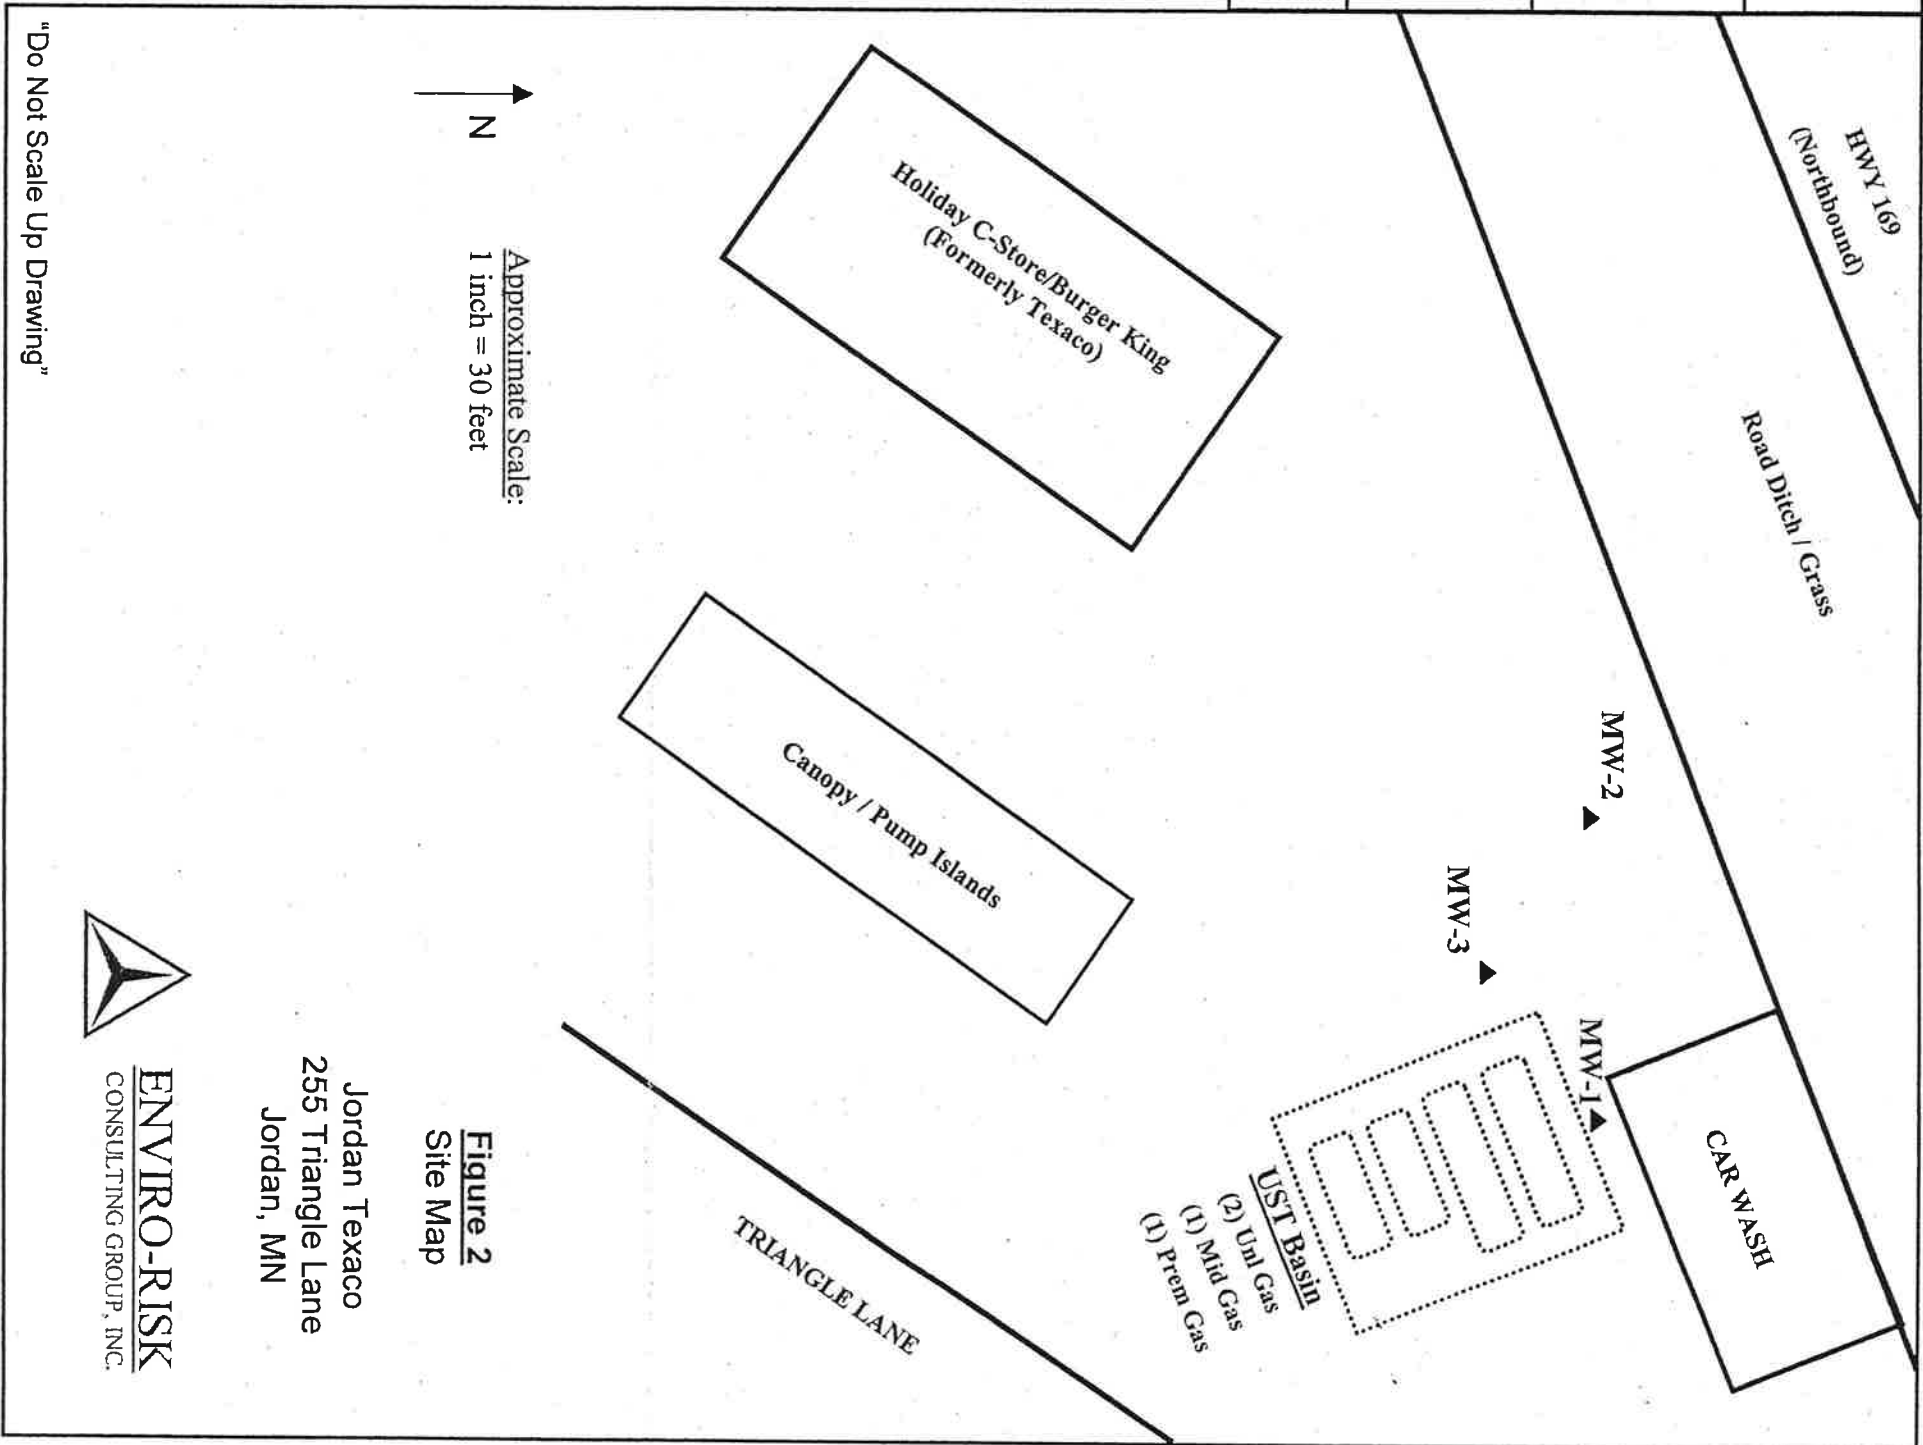 HWY 169
(Northbound)
Road Ditch / Grass
MW-2
MW-3
MW-1
CAR WASH
Holiday C-Store/Burger King
(Formerly Texaco)
Canopy / Pump Islands
UST Basin
(2) Unl Gas
(1) Mid Gas
(1) Prem Gas
TRIANGLE LANE
N
Approximate Scale:
1 inch = 30 feet
Figure 2
Site Map
Jordan Texaco
255 Triangle Lane
Jordan, MN
ENVIRO-RISK
CONSULTING GROUP, INC.
"Do Not Scale Up Drawing"